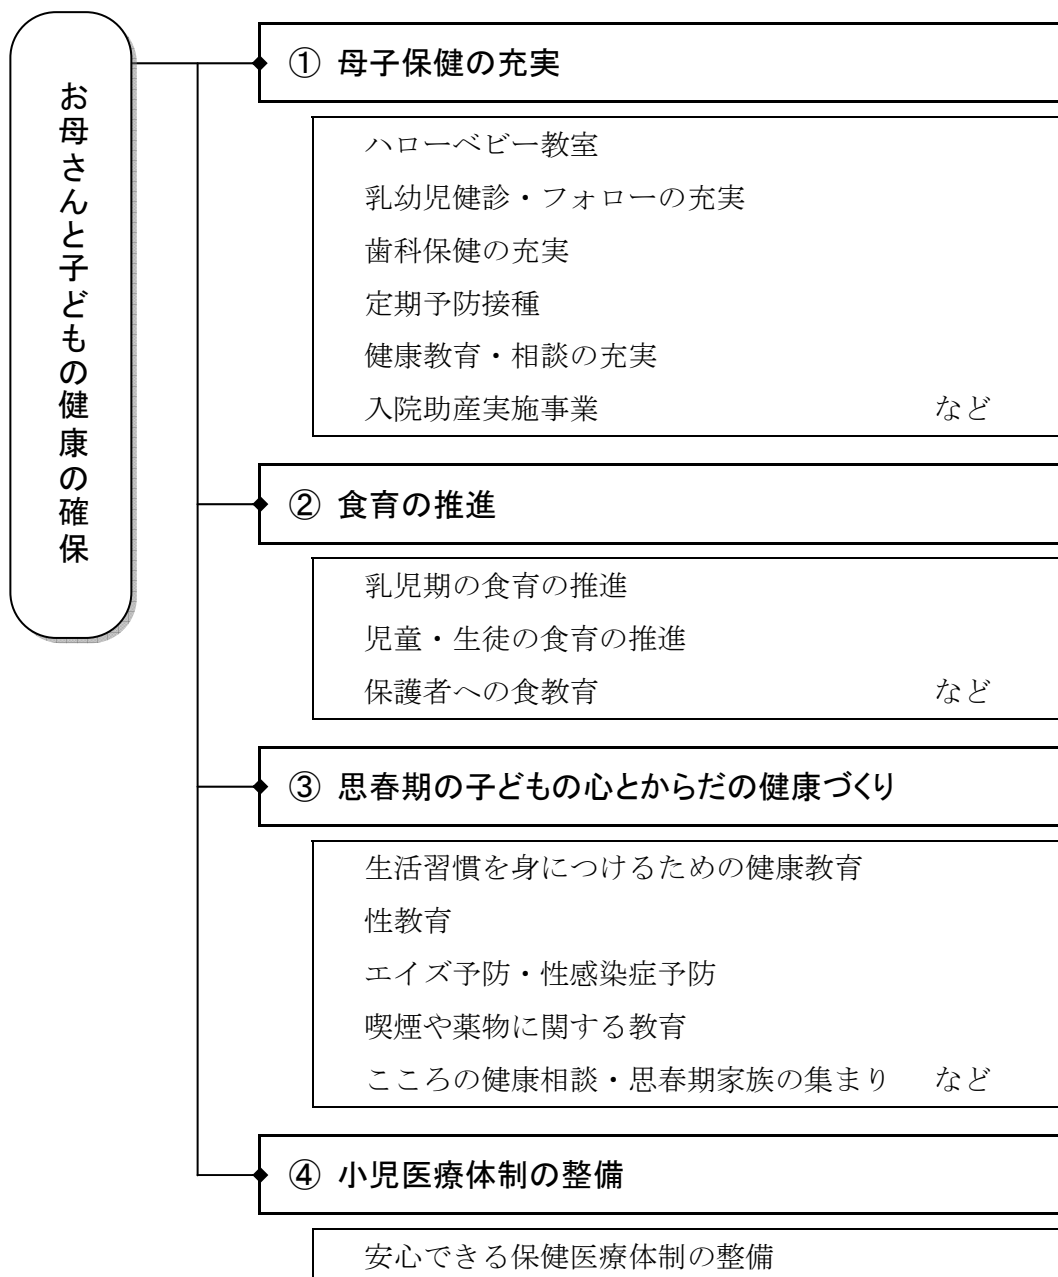 お母さんと子どもの健康の確保
① 母子保健の充実
ハローベビー教室
乳幼児健診・フォローの充実
歯科保健の充実
定期予防接種
健康教育・相談の充実
入院助産実施事業 など
② 食育の推進
乳児期の食育の推進
児童・生徒の食育の推進
保護者への食教育 など
③ 思春期の子どもの心とからだの健康づくり
生活習慣を身につけるための健康教育
性教育
エイズ予防・性感染症予防
喫煙や薬物に関する教育
こころの健康相談・思春期家族の集まり など
④ 小児医療体制の整備
安心できる保健医療体制の整備